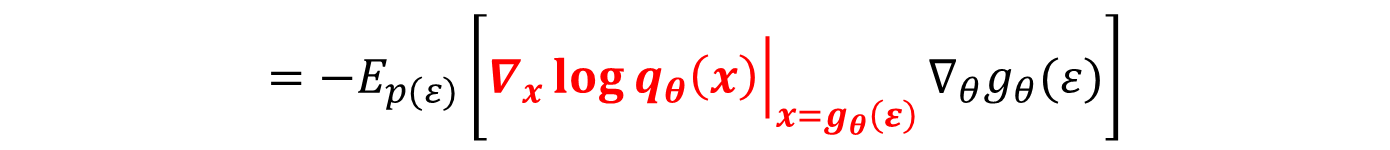 = −E_{p(ε)} [∇_x log q_θ(x)|_{x=g_θ(ε)} ∇_θ g_θ(ε)]